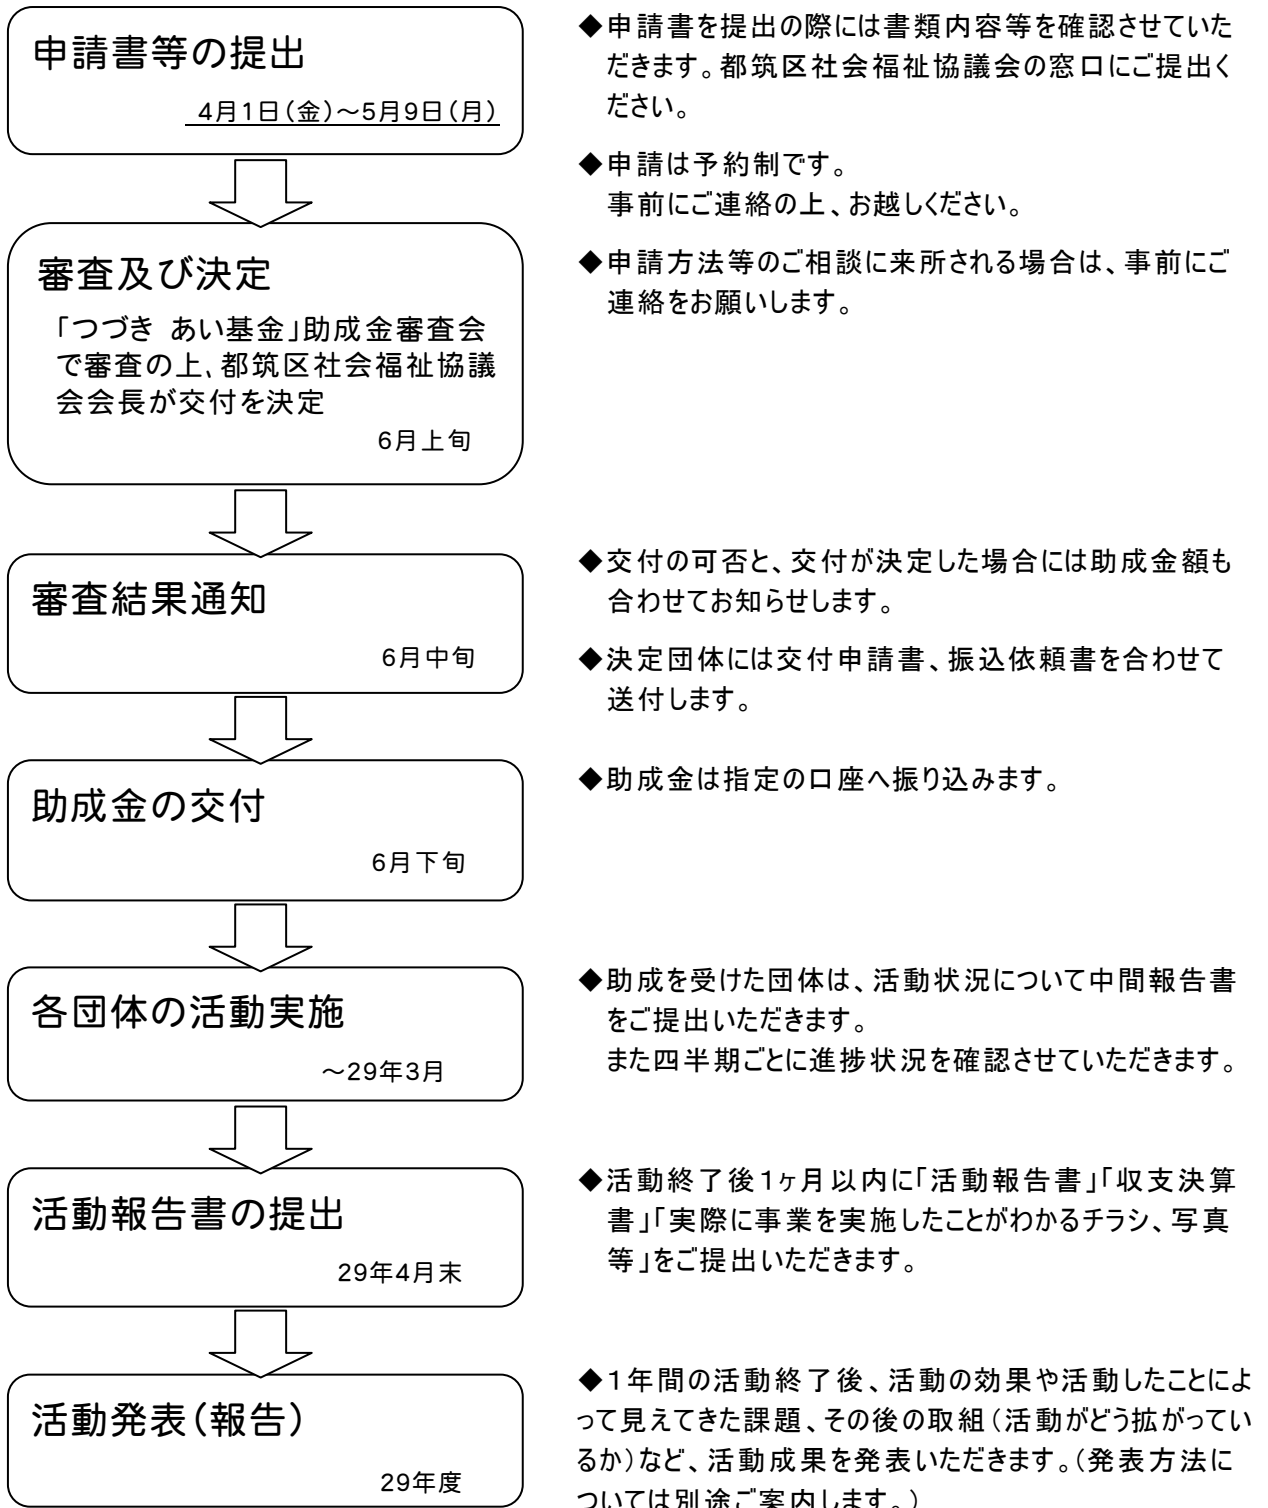 申請書等の提出
4月1日(金)～5月9日(月)
◆申請書を提出の際には書類内容等を確認させていた
だきます。都筑区社会福祉協議会の窓口にご提出く
ださい。
◆申請は予約制です。
事前にご連絡の上、お越しください。
◆申請方法等のご相談に来所される場合は、事前にご
連絡をお願いします。
審査及び決定
「つづき あい基金」助成金審査会
で審査の上、都筑区社会福祉協議
会会長が交付を決定
6月上旬
審査結果通知
6月中旬
◆交付の可否と、交付が決定した場合には助成金額も
合わせてお知らせします。
◆決定団体には交付申請書、振込依頼書を合わせて
送付します。
助成金の交付
6月下旬
◆助成金は指定の口座へ振り込みます。
各団体の活動実施
～29年3月
◆助成を受けた団体は、活動状況について中間報告書
をご提出いただきます。
また四半期ごとに進捗状況を確認させていただきます。
活動報告書の提出
29年4月末
◆活動終了後1ヶ月以内に「活動報告書」「収支決算
書」「実際に事業を実施したことがわかるチラシ、写真
等」をご提出いただきます。
活動発表(報告)
29年度
◆1年間の活動終了後、活動の効果や活動したことによ
って見えてきた課題、その後の取組(活動がどう拡がってい
るか)など、活動成果を発表いただきます。(発表方法に
ついては別途ご案内します。)